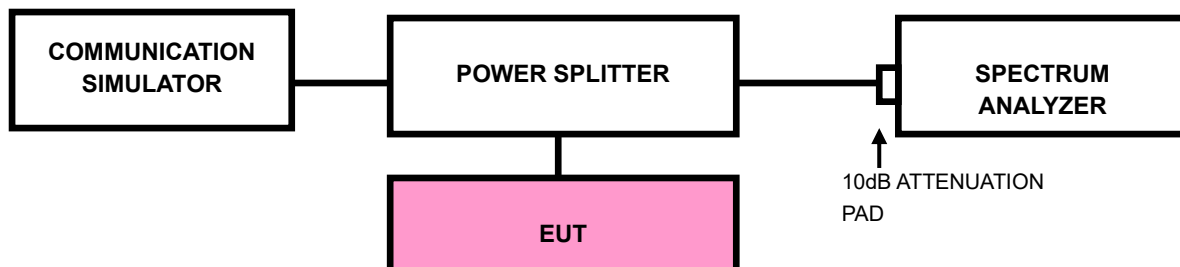 COMMUNICATION
SIMULATOR
POWER SPLITTER
SPECTRUM
ANALYZER
10dB ATTENUATION
PAD
EUT